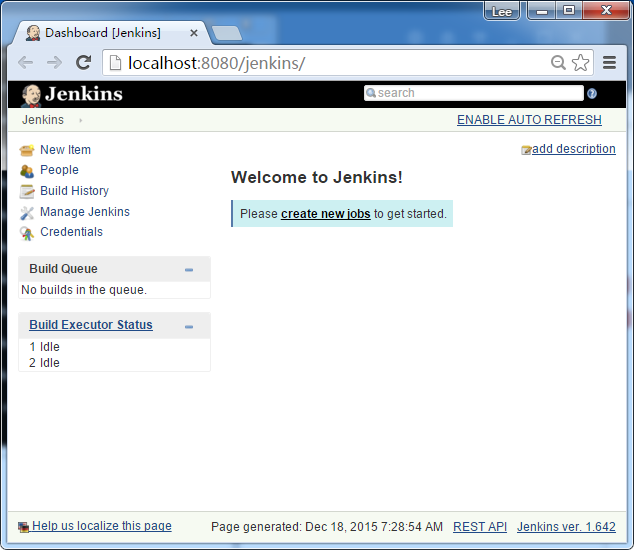 Lee
Dashboard [Jenkins]
localhost:8080/jenkins/
Jenkins
search
Jenkins
ENABLE AUTO REFRESH
New Item
People
Build History
Manage Jenkins
Credentials
add description
Welcome to Jenkins!
Please create new jobs to get started.
Build Queue
No builds in the queue.
Build Executor Status
1 Idle
2 Idle
Help us localize this page
Page generated: Dec 18, 2015 7:28:54 AM
REST API
Jenkins ver. 1.642